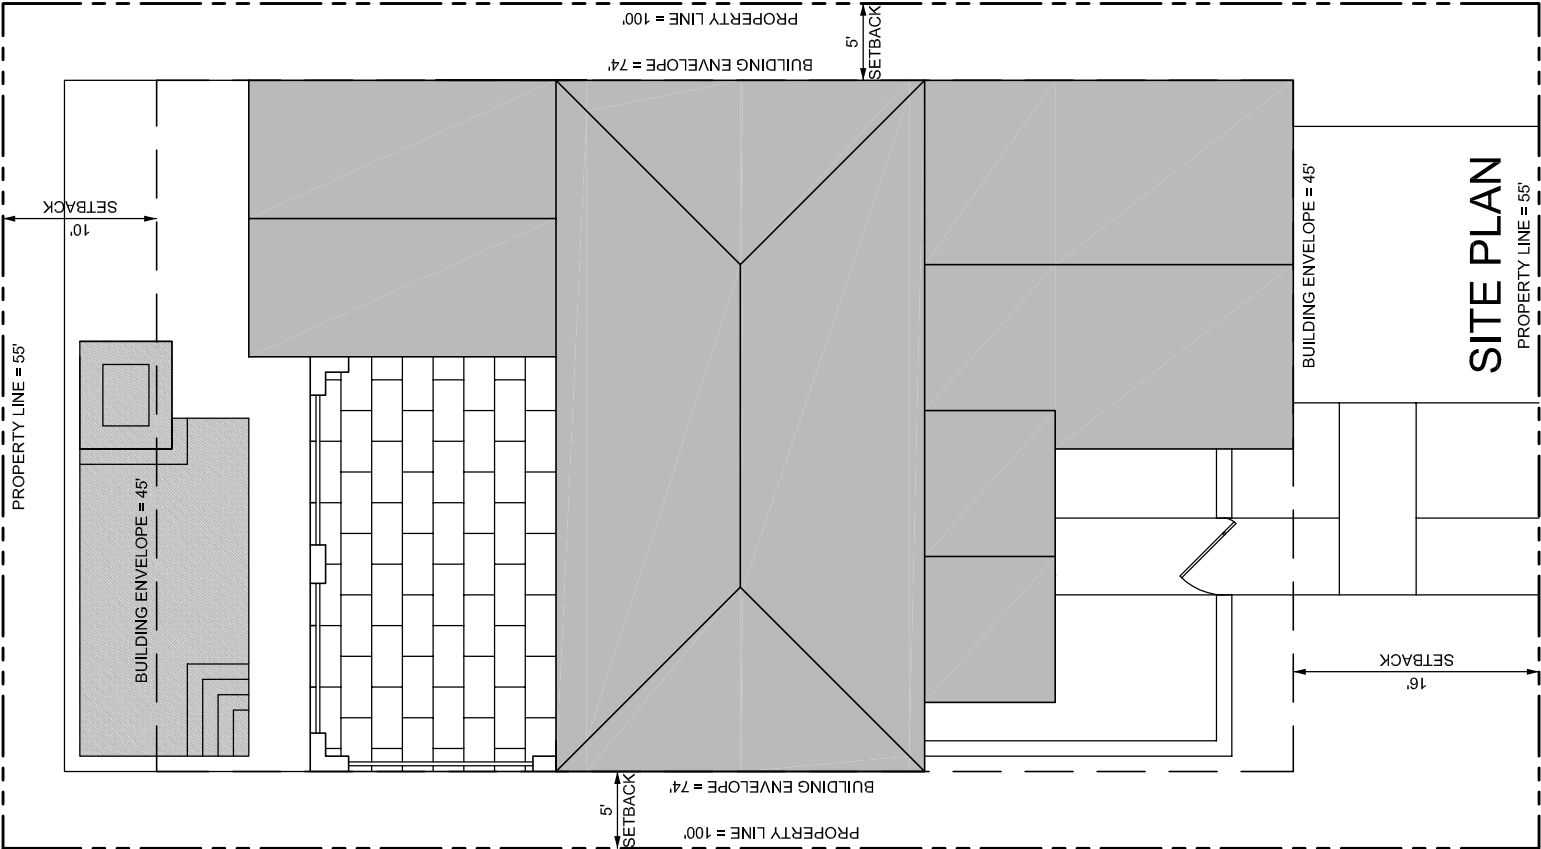 PROPERTY LINE = 100'
5'
SETBACK
BUILDING ENVELOPE = 74'
SETBACK
10'
PROPERTY LINE = 55'
BUILDING ENVELOPE = 45'
BUILDING ENVELOPE = 45'
SITE PLAN
PROPERTY LINE = 55'
SETBACK
16'
BUILDING ENVELOPE = 74'
5'
SETBACK
PROPERTY LINE = 100'